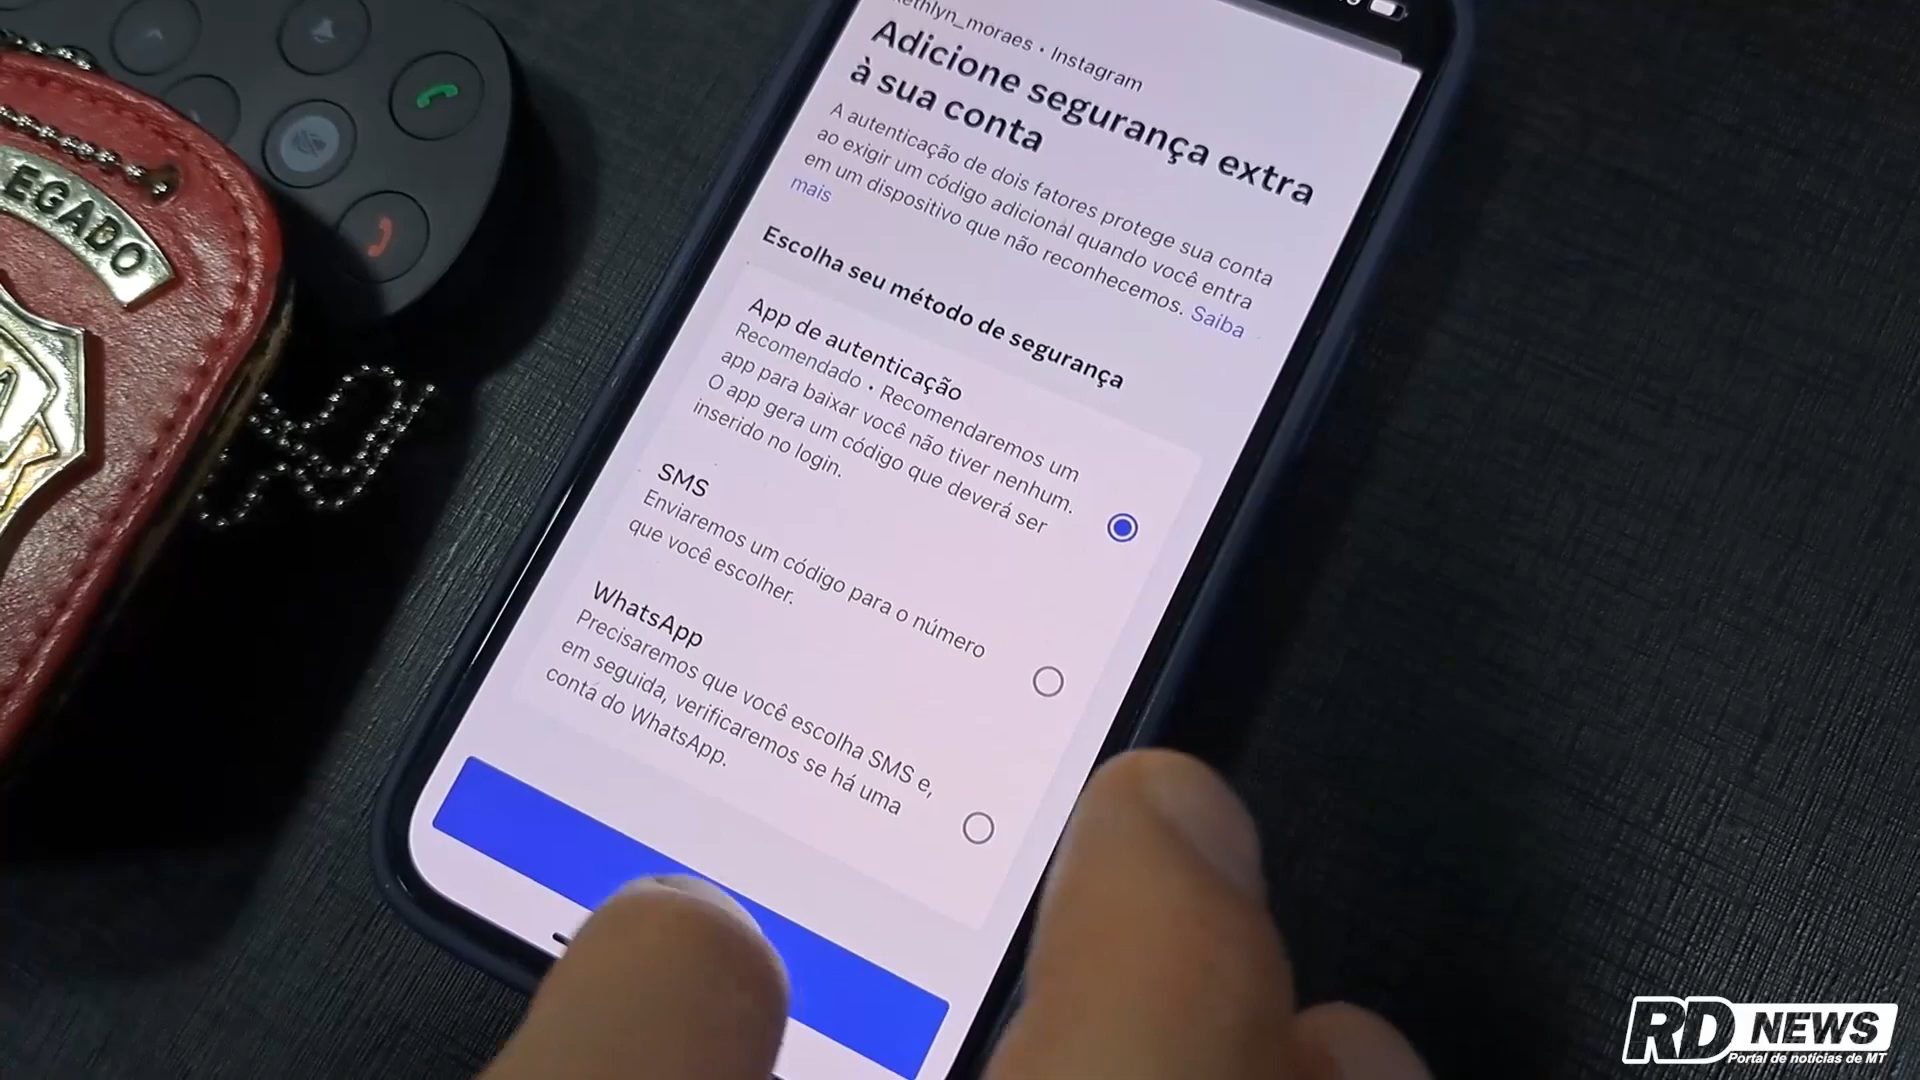 kethlyn_moraes • Instagram
Adicione segurança extra
à sua conta
A autenticação de dois fatores protege sua conta
ao exigir um código adicional quando você entra
em um dispositivo que não reconhecemos. Saiba
mais
Escolha seu método de segurança
App de autenticação
Recomendado • Recomendaremos um
app para baixar você não tiver nenhum.
O app gera um código que deverá ser
inserido no login.
SMS
Enviaremos um código para o número
que você escolher.
WhatsApp
Precisaremos que você escolha SMS e,
em seguida, verificaremos se há uma
conta do WhatsApp.
EGADO
RD NEWS
Portal de notícias de MT